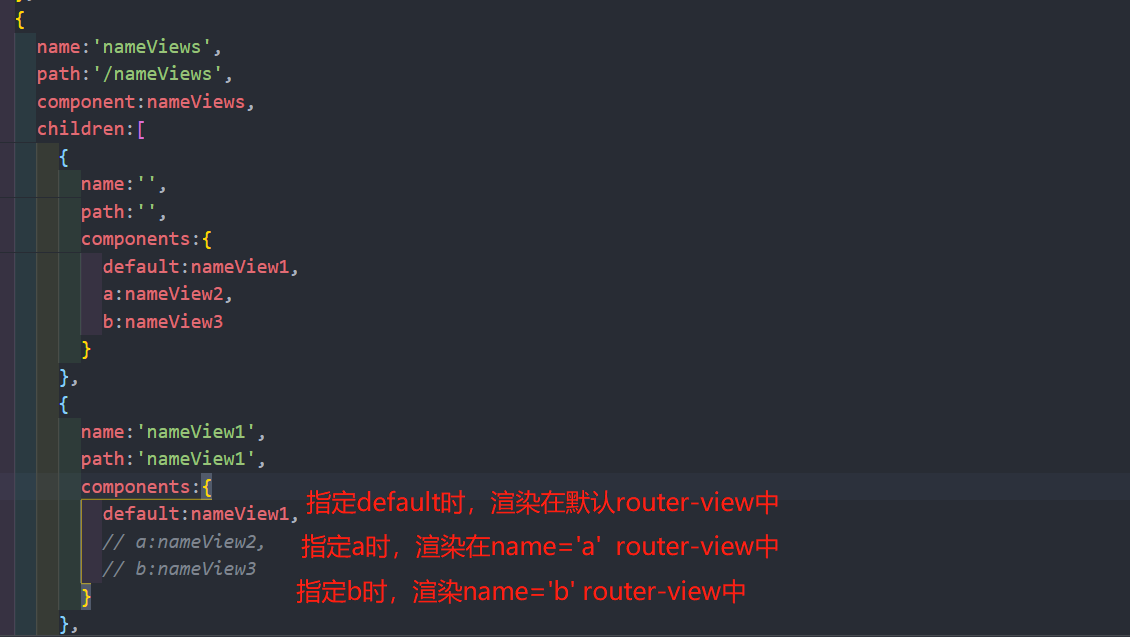 {
name:'nameViews',
path:'/nameViews',
component:nameViews,
children:[
{
name:'',
path:'',
components:{
default:nameView1,
a:nameView2,
b:nameView3
}
},
{
name:'nameView1',
path:'nameView1',
components:{
default:nameView1, 指定default时，渲染在默认router-view中
// a:nameView2, 指定a时，渲染在name='a' router-view中
// b:nameView3 指定b时，渲染name='b' router-view中
}
},